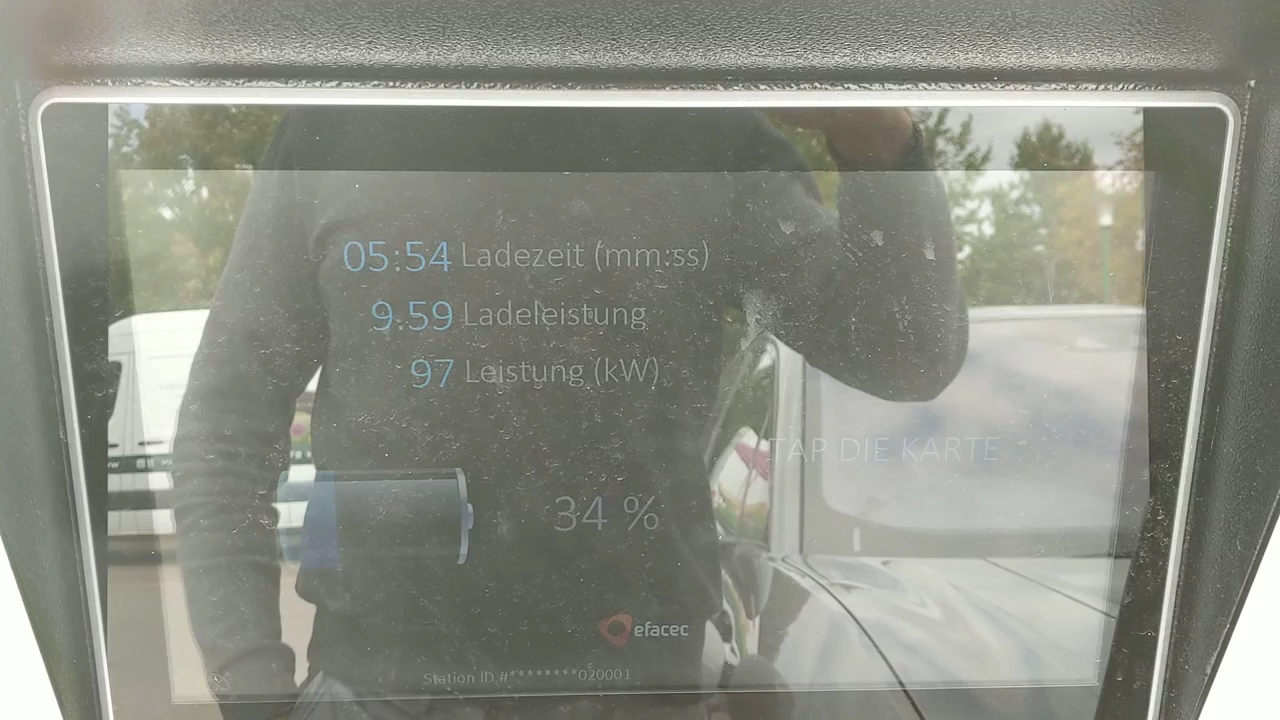 05:54 Ladezeit (mm:ss)
9.59 Ladeleistung
97 Leistung (kW)
TAP DIE KARTE
34 %
efacec
Station ID #********020001